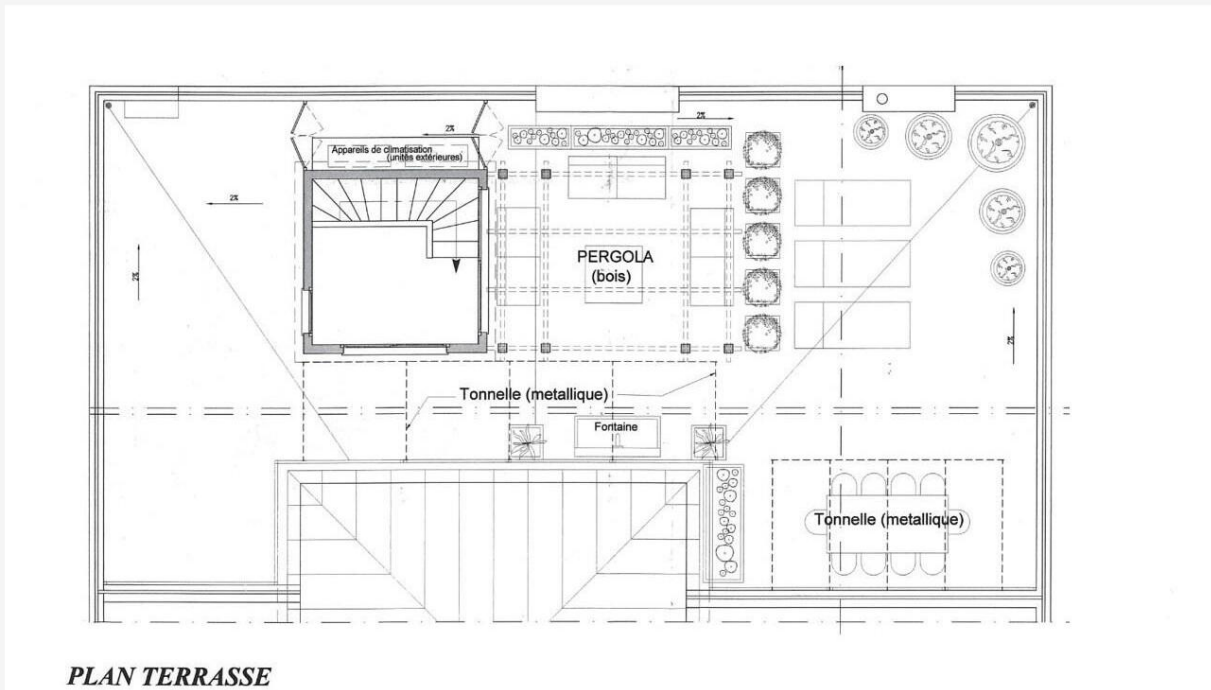 2%
2%
Appareils de climatisation
(unités extérieures)
2%
2%
PERGOLA
(bois)
2%
Tonnelle (metallique)
Fontaine
Tonnelle (metallique)
PLAN TERRASSE